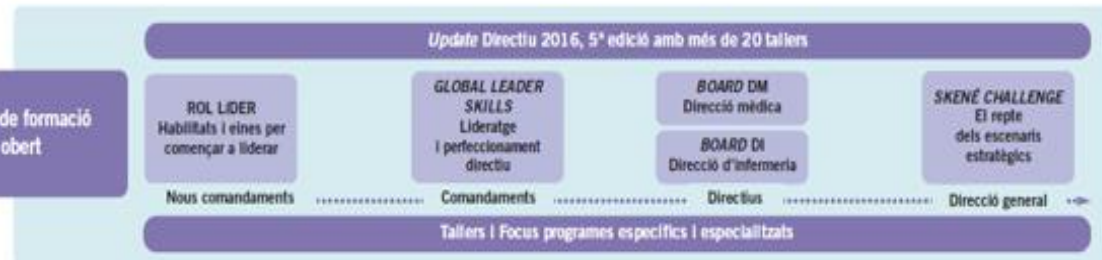 Update Directiu 2016, 5ª edició amb més de 20 tallers
de formació
obert
ROL LIDER
Habilitats i eines per
començar a liderar
GLOBAL LEADER
SKILLS
Lideratge
i perfeccionament
directiu
BOARD DM
Direcció mèdica
BOARD DI
Direcció d'infermeria
SKENÉ CHALLENGE
El repte
dels escenaris
estratègics
Nous comandaments
Comandaments
Directius
Direcció general
Tallers i Focus programes específics i especialitzats